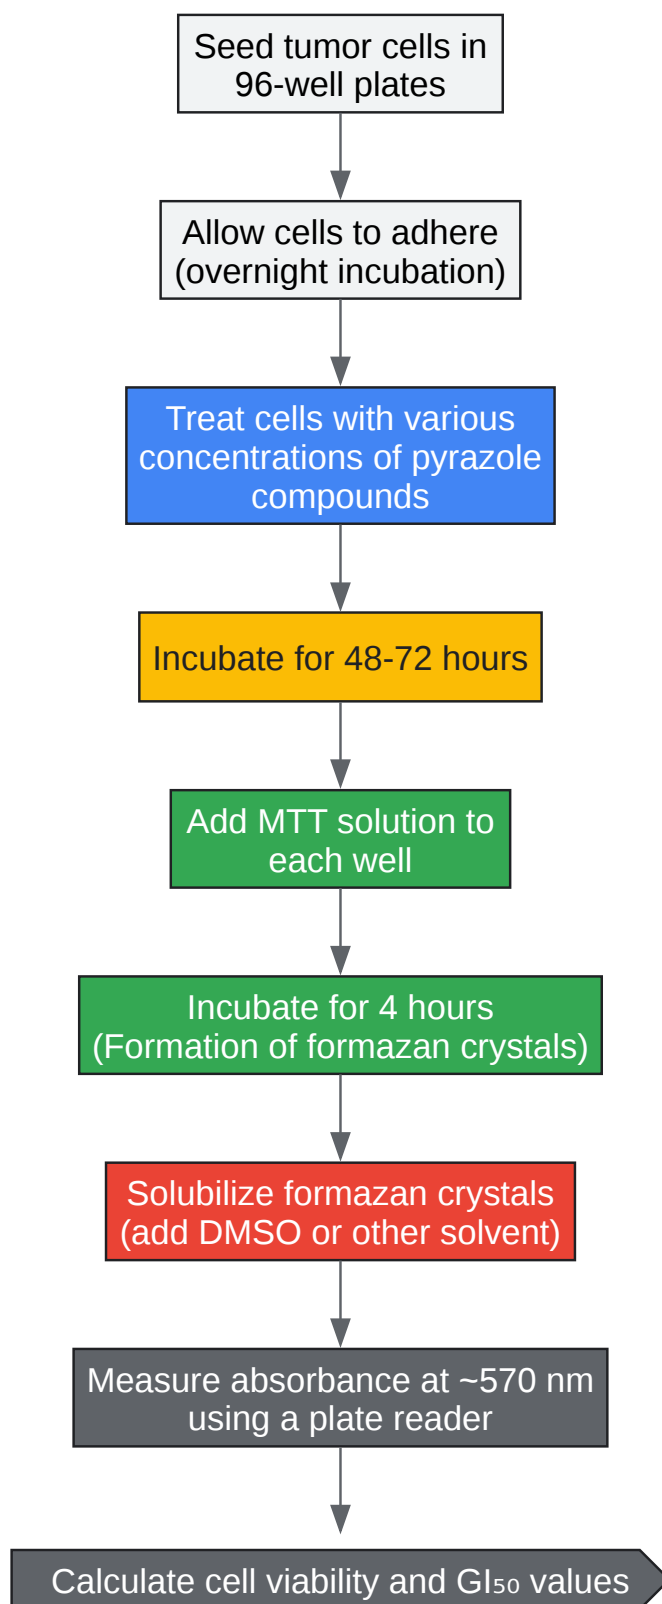 Seed tumor cells in
96-well plates
Allow cells to adhere
(overnight incubation)
Treat cells with various
concentrations of pyrazole
compounds
Incubate for 48-72 hours
Add MTT solution to
each well
Incubate for 4 hours
(Formation of formazan crystals)
Solubilize formazan crystals
(add DMSO or other solvent)
Measure absorbance at ~570 nm
using a plate reader
Calculate cell viability and GI₅₀ values